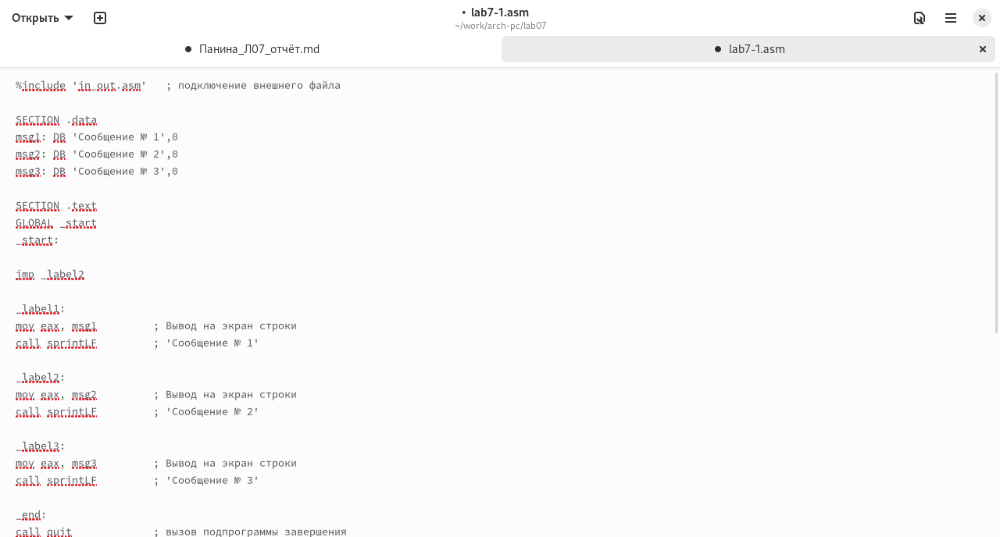 Открыть
• lab7-1.asm
~/work/arch-pc/lab07
● Панина_Л07_отчёт.md
● lab7-1.asm
%include 'in_out.asm'   ; подключение внешнего файла
SECTION .data
msg1: DB 'Сообщение № 1',0
msg2: DB 'Сообщение № 2',0
msg3: DB 'Сообщение № 3',0
SECTION .text
GLOBAL _start
_start:
jmp _label2
_label1:
mov eax, msg1         ; Вывод на экран строки
call sprintLF         ; 'Сообщение № 1'
_label2:
mov eax, msg2         ; Вывод на экран строки
call sprintLF         ; 'Сообщение № 2'
_label3:
mov eax, msg3         ; Вывод на экран строки
call sprintLF         ; 'Сообщение № 3'
_end:
call quit             ; вызов подпрограммы завершения